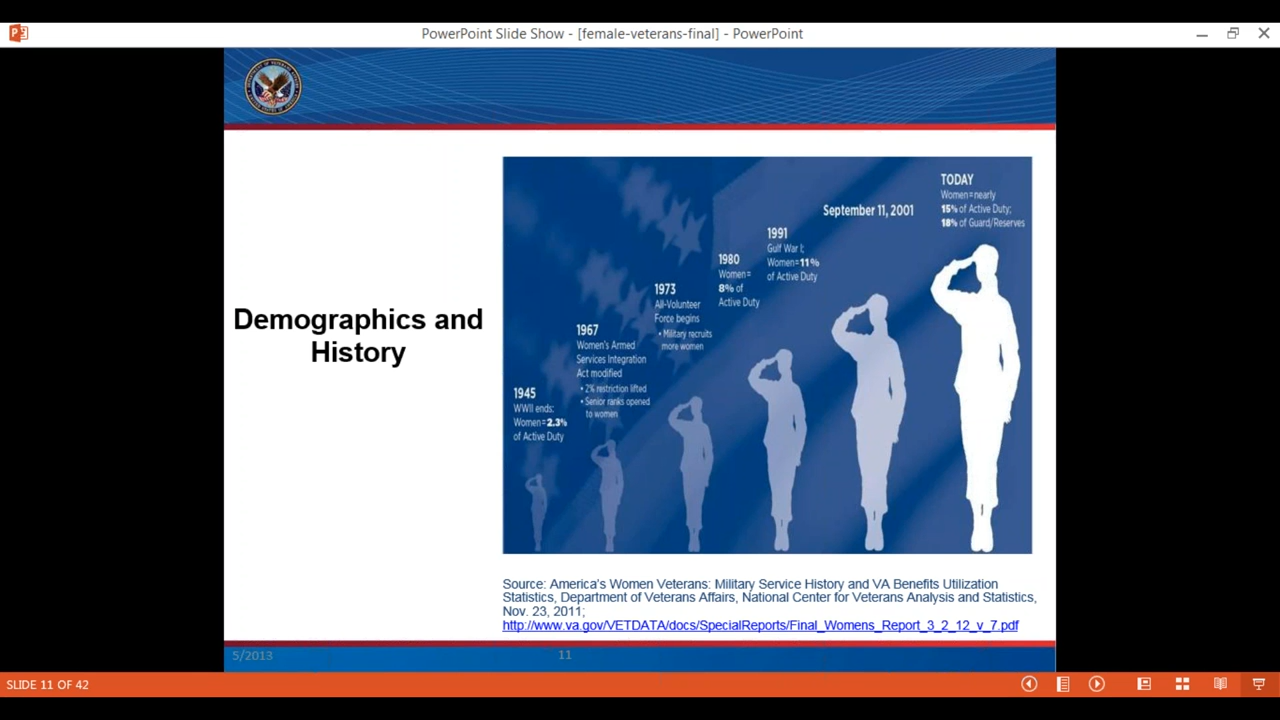 PowerPoint Slide Show - [female-veterans-final] - PowerPoint
Demographics and
History
1945
WWII ends:
Women=2.3%
of Active Duty
1967
Women's Armed
Services Integration
Act modified
• 2% restriction lifted
• Senior ranks opened
to women
1973
All-Volunteer
Force begins
• Military recruits
more women
1980
Women=
8% of
Active Duty
1991
Gulf War I;
Women=11%
of Active Duty
September 11, 2001
TODAY
Women=nearly
15% of Active Duty;
18% of Guard/Reserves
Source: America's Women Veterans: Military Service History and VA Benefits Utilization
Statistics, Department of Veterans Affairs, National Center for Veterans Analysis and Statistics,
Nov. 23, 2011;
http://www.va.gov/VETDATA/docs/SpecialReports/Final_Womens_Report_3_2_12_v_7.pdf
5/2013
11
SLIDE 11 OF 42